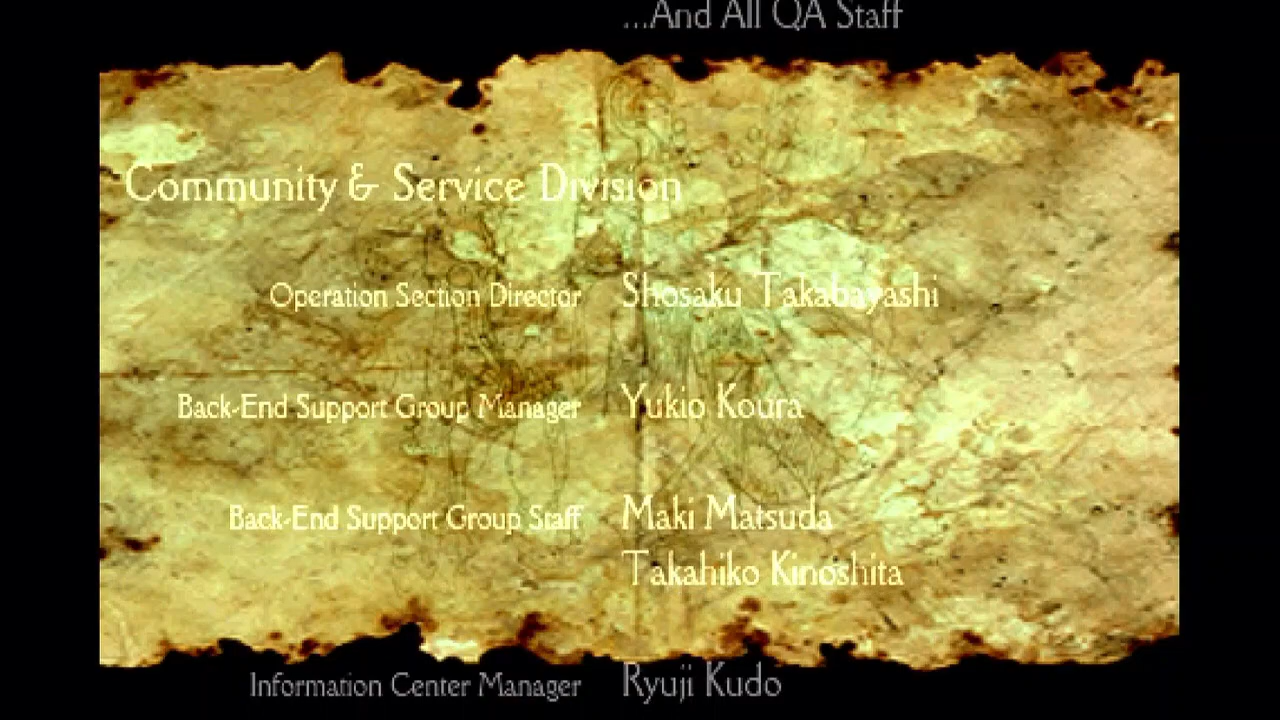 ...And All QA Staff
Community & Service Division
Operation Section Director Shosaku Takabayashi
Back-End Support Group Manager Yukio Koura
Back-End Support Group Staff Maki Matsuda
Takahiko Kinoshita
Information Center Manager Ryuji Kudo